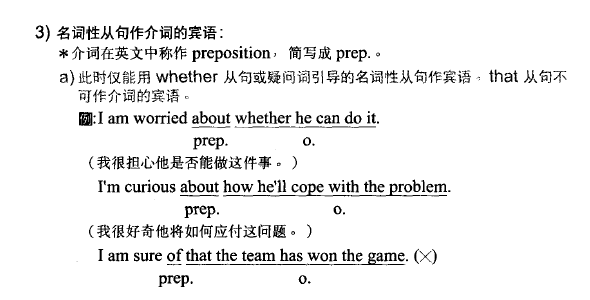 3) 名词性从句作介词的宾语：
＊介词在英文中称作 preposition，简写成 prep.。
a) 此时仅能用 whether 从句或疑问词引导的名词性从句作宾语。that 从句不
可作介词的宾语。
例:I am worried about whether he can do it.
prep. o.
（我很担心他是否能做这件事。）
I'm curious about how he'll cope with the problem.
prep. o.
（我很好奇他将如何应付这问题。）
I am sure of that the team has won the game. (×)
prep. o.